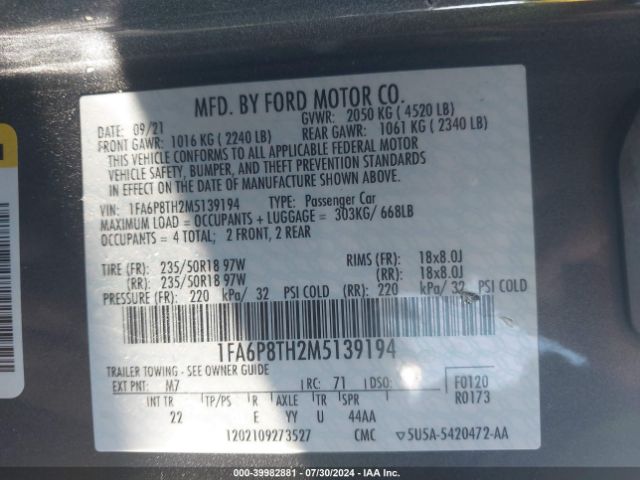 MFD. BY FORD MOTOR CO.
DATE: 09/21 GVWR: 2050 KG ( 4520 LB)
FRONT GAWR: 1016 KG ( 2240 LB) REAR GAWR: 1061 KG ( 2340 LB)
THIS VEHICLE CONFORMS TO ALL APPLICABLE FEDERAL MOTOR
VEHICLE SAFETY, BUMPER, AND THEFT PREVENTION STANDARDS
IN EFFECT ON THE DATE OF MANUFACTURE SHOWN ABOVE.
VIN: 1FA6P8TH2M5139194 TYPE: Passenger Car
MAXIMUM LOAD = OCCUPANTS + LUGGAGE = 303KG/ 668LB
OCCUPANTS = 4 TOTAL; 2 FRONT, 2 REAR
TIRE (FR): 235/50R18 97W RIMS (FR): 18x8.0J
(RR): 235/50R18 97W (RR): 18x8.0J
PRESSURE (FR): 220 kPa/ 32 PSI COLD (RR): 220 kPa/ 32 PSI COLD
1FA6P8TH2M5139194
TRAILER TOWING - SEE OWNER GUIDE
EXT PNT: M7 RC: 71 DSO: F0120
INT TR TP/PS R AXLE TR SPR R0173
22 E YY U 44AA
1202109273527 CMC 5U5A-5420472-AA
000-39982881 | 07/30/2024 - IAA Inc.